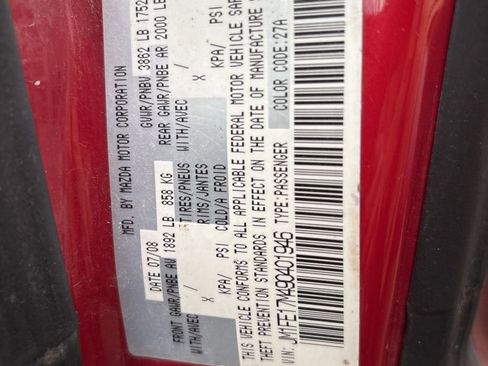 MFD. BY MAZDA MOTOR CORPORATION
DATE 07/08 GVWR/PNBV 3862 LB 1752
FRONT GAWR/PNBE AV 1892 LB 858 KG REAR GAWR/PNBE AR 2000 LB
WITH/AVEC TIRES/PNEUS WITH/AVEC
X RIMS/JANTES X
KPA/ PSI COLD/A FROID KPA/ PSI
THIS VEHICLE CONFORMS TO ALL APPLICABLE FEDERAL MOTOR VEHICLE SAF
THEFT PREVENTION STANDARDS IN EFFECT ON THE DATE OF MANUFACTURE S
VIN: JM1FE17M490401946 TYPE:PASSENGER COLOR CODE:27A